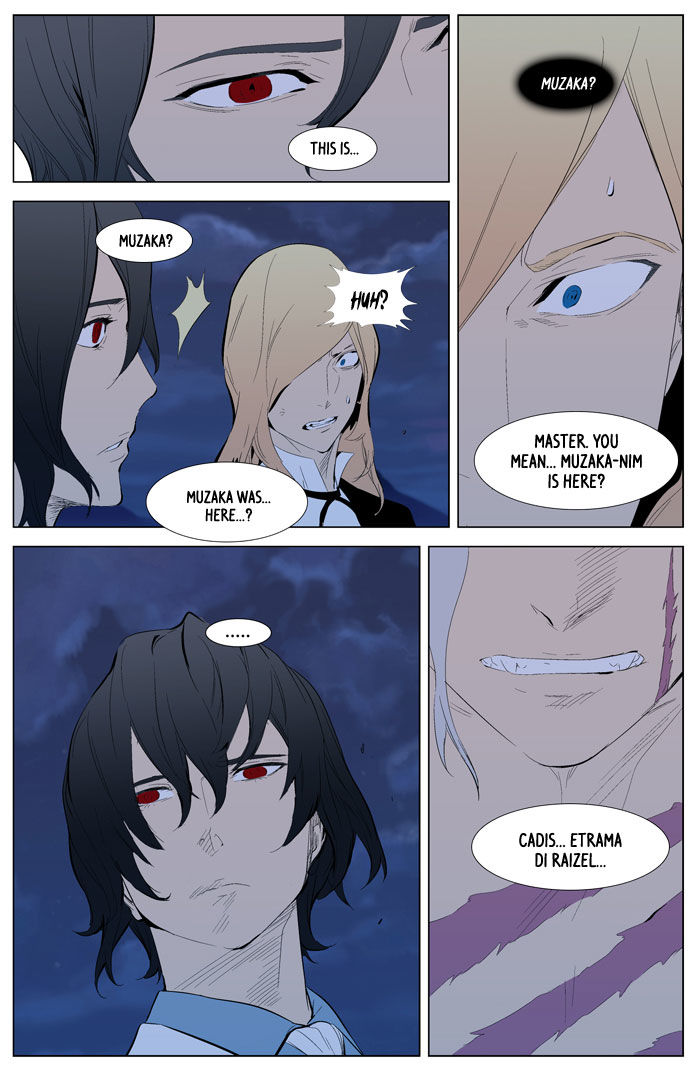 THIS IS...
MUZAKA?
HUH?
MUZAKA WAS...
HERE...?
MUZAKA?
MASTER. YOU
MEAN... MUZAKA-NIM
IS HERE?
.....
CADIS... ETRAMA
DI RAIZEL...